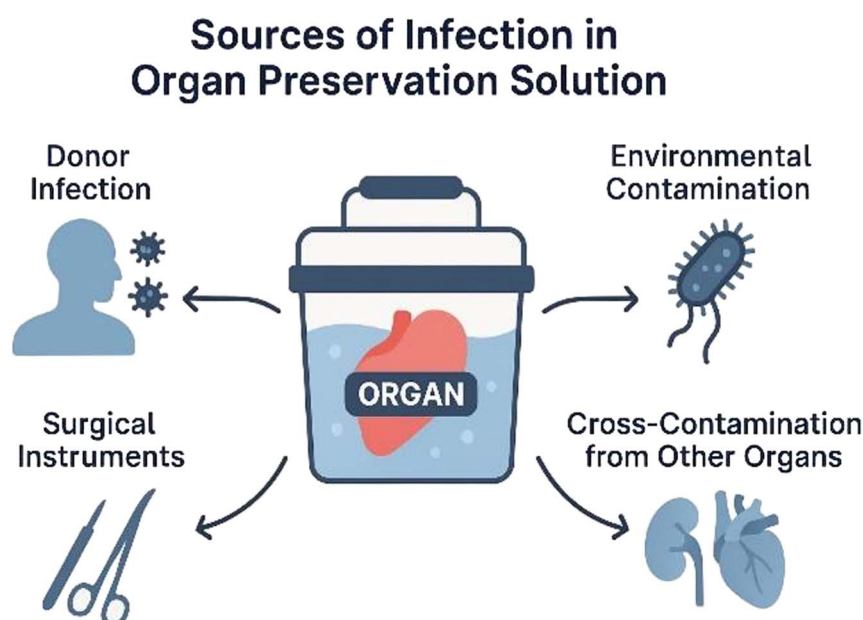 Sources of Infection in
Organ Preservation Solution
Donor
Infection
Environmental
Contamination
ORGAN
Surgical
Instruments
Cross-Contamination
from Other Organs